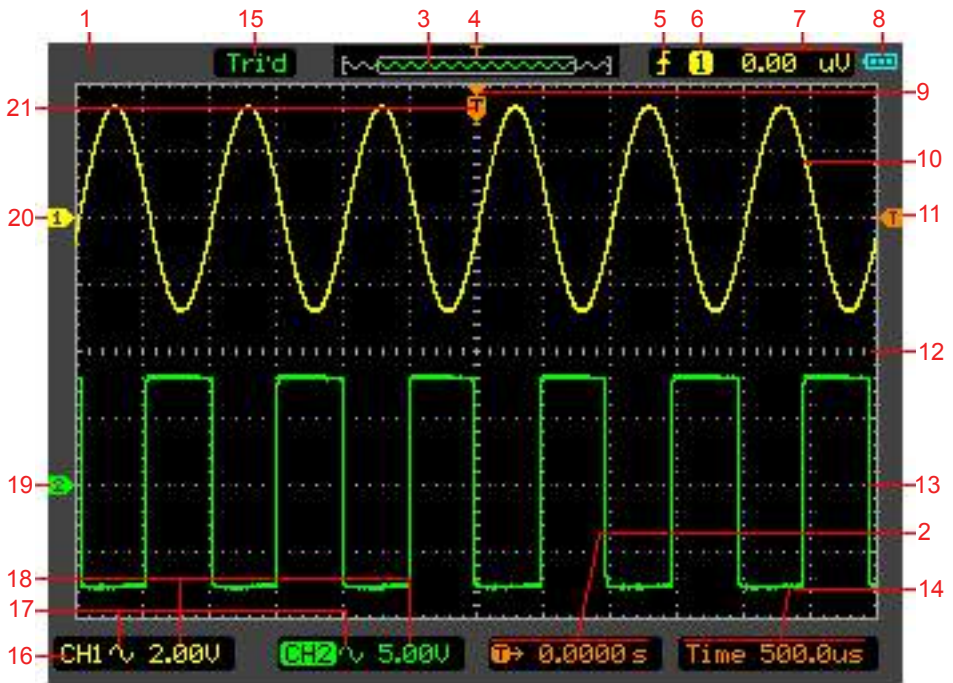 1 15 3 4 5 6 7 8
Tri'd T 1 0.00 uV
21 T 9
10
20 1 T 11
12
19 2 13
2
18 14
17
16 CH1 2.00V CH2 5.00V T 0.0000s Time 500.0us